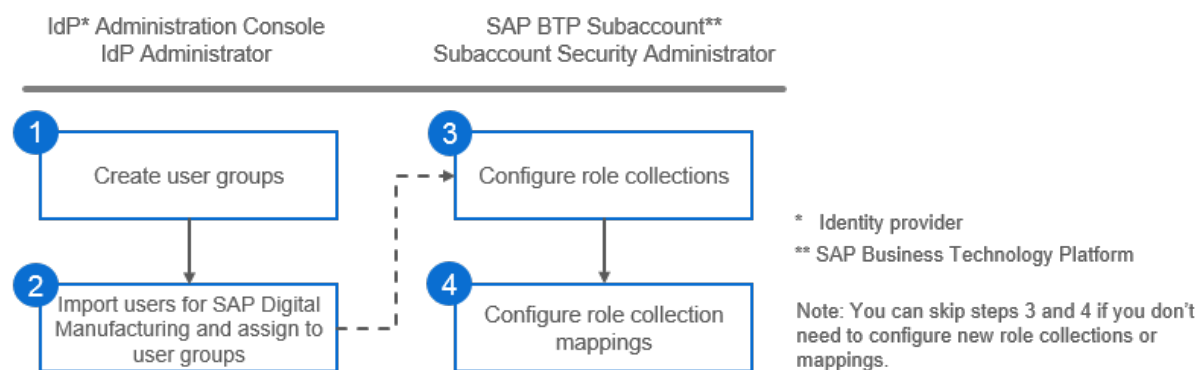 IdP* Administration Console
IdP Administrator
SAP BTP Subaccount**
Subaccount Security Administrator
1
Create user groups
2
Import users for SAP Digital
Manufacturing and assign to
user groups
3
Configure role collections
4
Configure role collection
mappings
* Identity provider
** SAP Business Technology Platform
Note: You can skip steps 3 and 4 if you don't
need to configure new role collections or
mappings.